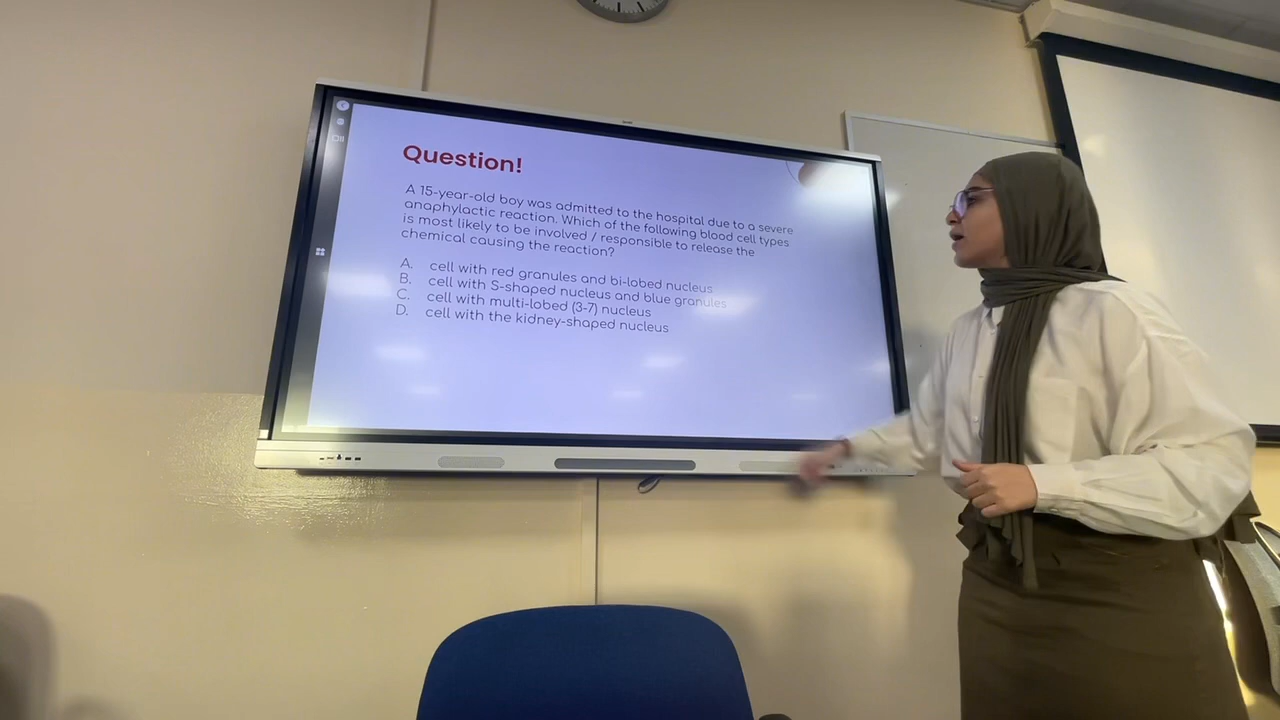 Question!
A 15-year-old boy was admitted to the hospital due to a severe
anaphylactic reaction. Which of the following blood cell types
is most likely to be involved / responsible to release the
chemical causing the reaction?
A. cell with red granules and bi-lobed nucleus
B. cell with S-shaped nucleus and blue granules
C. cell with multi-lobed (3-7) nucleus
D. cell with the kidney-shaped nucleus